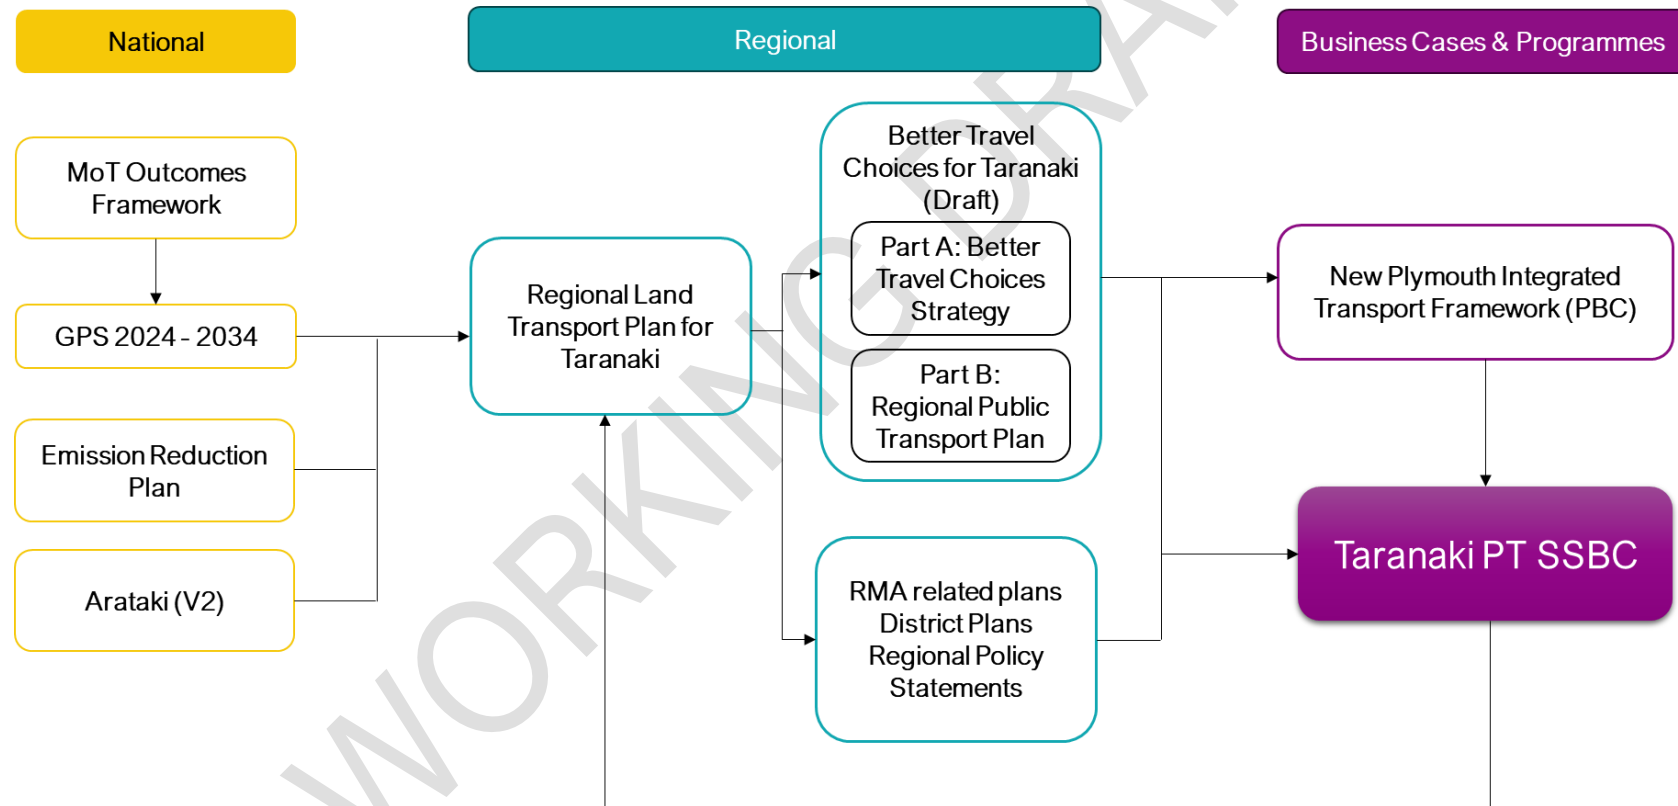 National
Regional
Business Cases & Programmes
MoT Outcomes
Framework
GPS 2024 - 2034
Emission Reduction
Plan
Arataki (V2)
Regional Land
Transport Plan for
Taranaki
Better Travel
Choices for Taranaki
(Draft)
Part A: Better
Travel Choices
Strategy
Part B:
Regional Public
Transport Plan
RMA related plans
District Plans
Regional Policy
Statements
New Plymouth Integrated
Transport Framework (PBC)
Taranaki PT SSBC
WORKING DRA